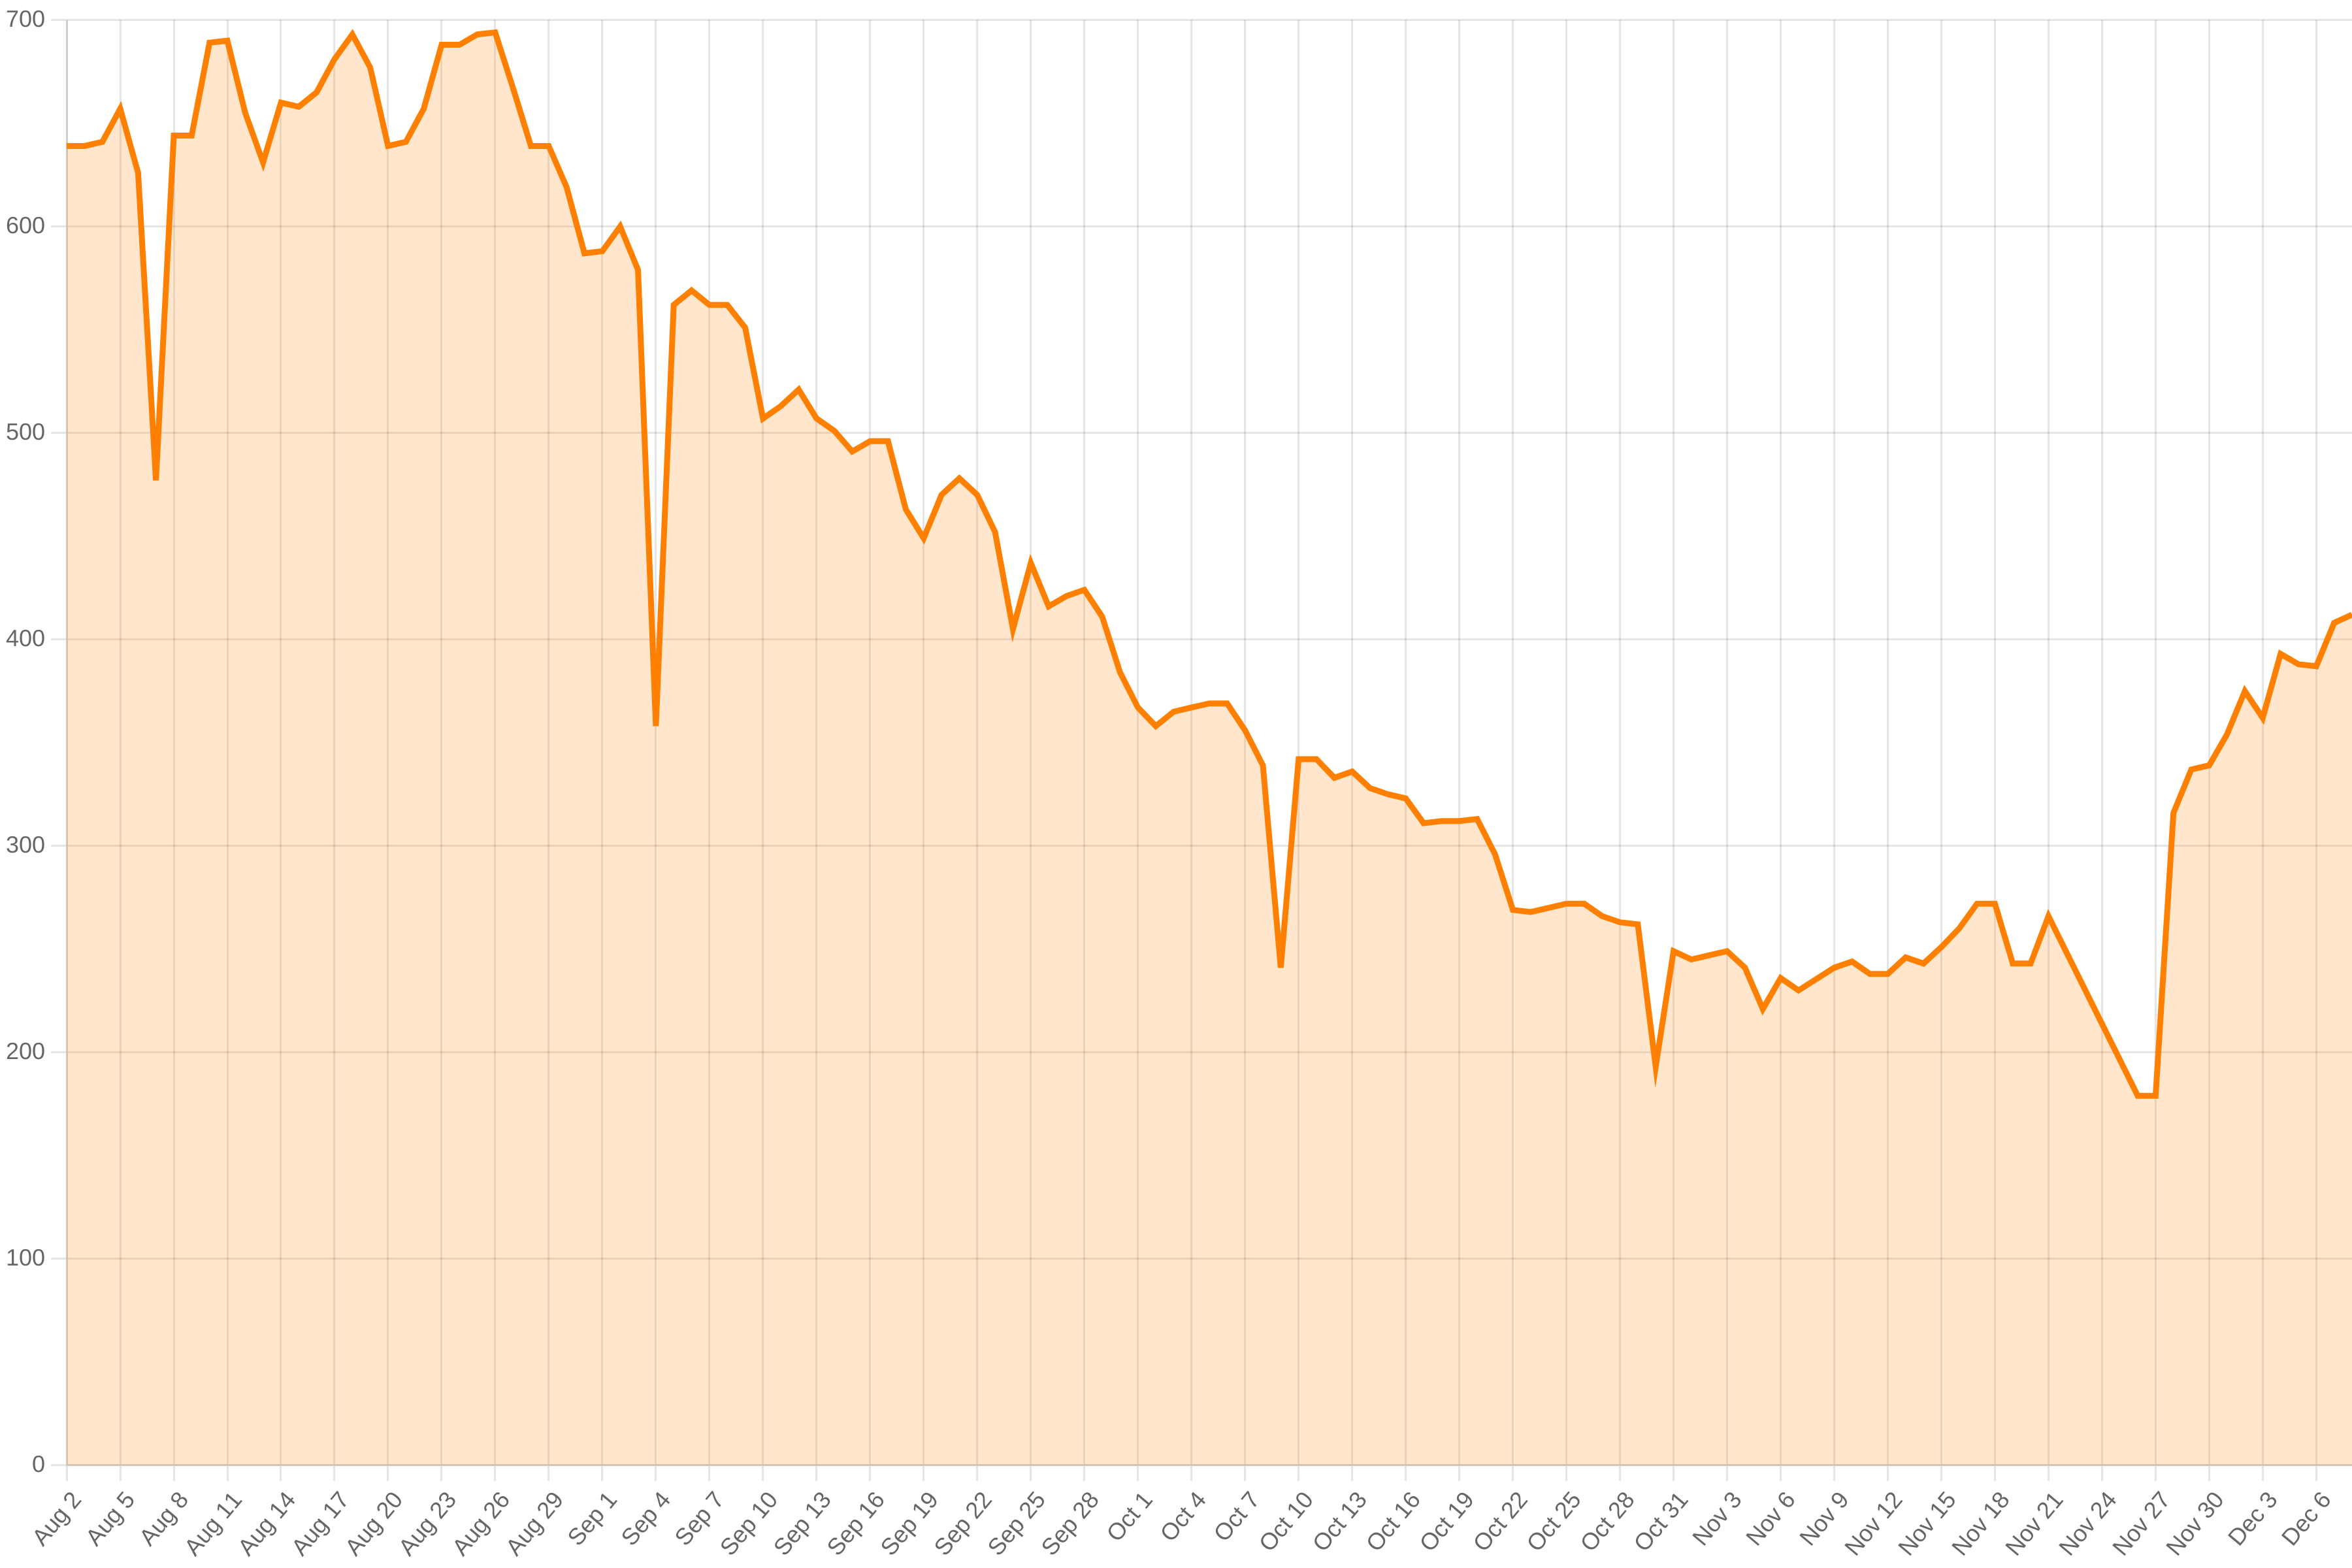 700
600
500
400
300
200
100
0
Aug 2
Aug 5
Aug 8
Aug 11
Aug 14
Aug 17
Aug 20
Aug 23
Aug 26
Aug 29
Sep 1
Sep 4
Sep 7
Sep 10
Sep 13
Sep 16
Sep 19
Sep 22
Sep 25
Sep 28
Oct 1
Oct 4
Oct 7
Oct 10
Oct 13
Oct 16
Oct 19
Oct 22
Oct 25
Oct 28
Oct 31
Nov 3
Nov 6
Nov 9
Nov 12
Nov 15
Nov 18
Nov 21
Nov 24
Nov 27
Nov 30
Dec 3
Dec 6